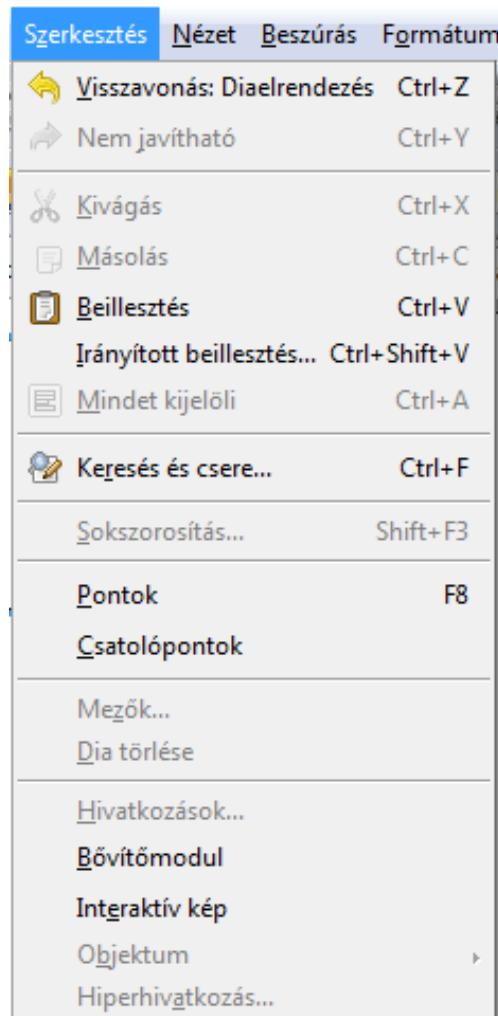 Szerkesztés Nézet Beszúrás Formátum
Visszavonás: Diaelrendezés Ctrl+Z
Nem javítható Ctrl+Y
Kivágás Ctrl+X
Másolás Ctrl+C
Beillesztés Ctrl+V
Irányított beillesztés... Ctrl+Shift+V
Mindet kijelöli Ctrl+A
Keresés és csere... Ctrl+F
Sokszorosítás... Shift+F3
Pontok F8
Csatolópontok
Mezők...
Dia törlése
Hivatkozások...
Bővítőmodul
Interaktív kép
Objektum
Hiperhivatkozás...